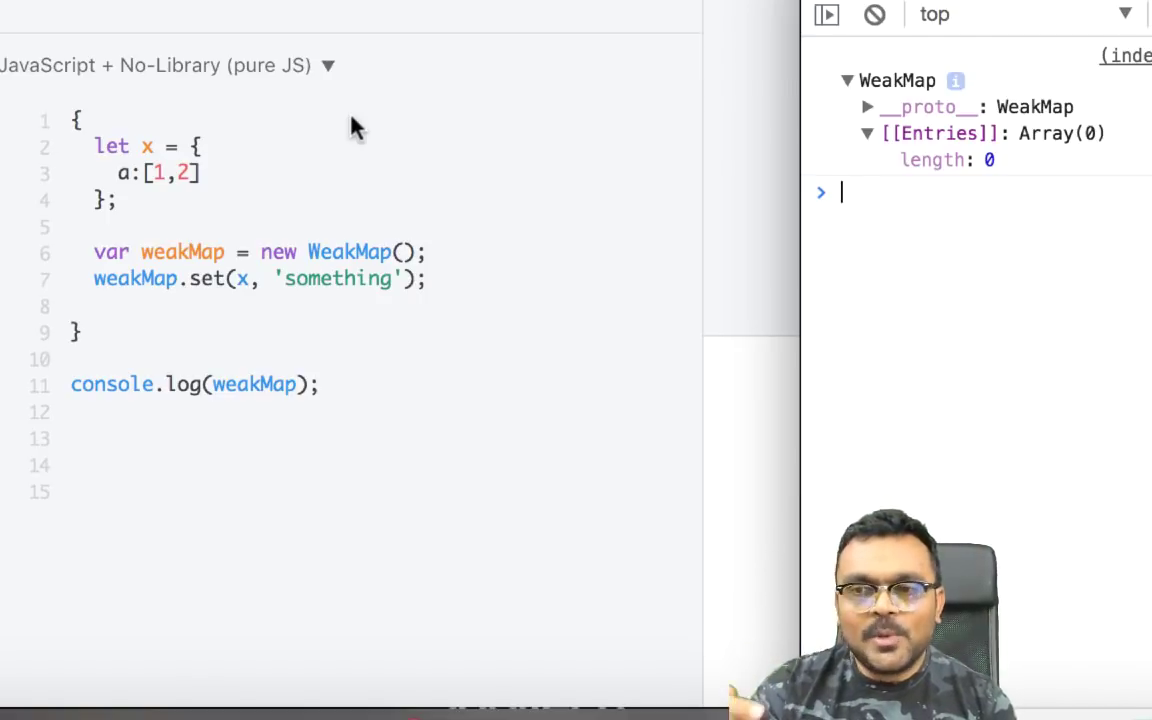 JavaScript + No-Library (pure JS) ▼
1 {
2 let x = {
3 a:[1,2]
4 };
5
6 var weakMap = new WeakMap();
7 weakMap.set(x, 'something');
8
9 }
10
11 console.log(weakMap);
12
13
14
15
top ▼
(inde
▼ WeakMap i
▶ __proto__: WeakMap
▼ [[Entries]]: Array(0)
length: 0
>